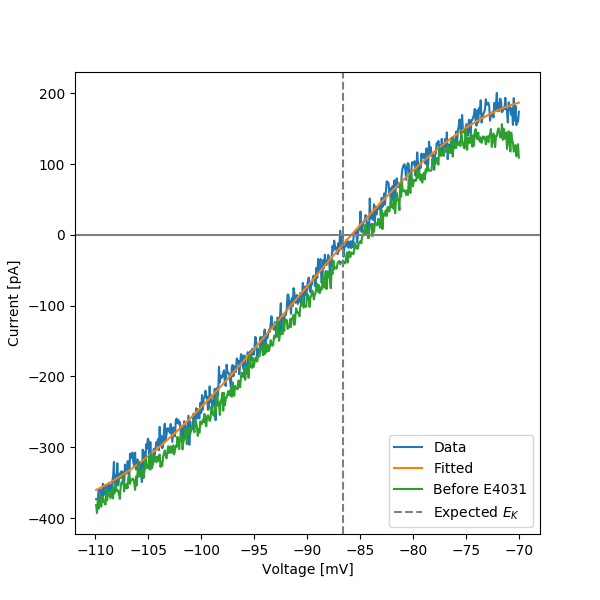 200
100
0
−100
−200
−300
−400
Current [pA]
Data
Fitted
Before E4031
Expected $E_K$
−110 −105 −100 −95 −90 −85 −80 −75 −70
Voltage [mV]